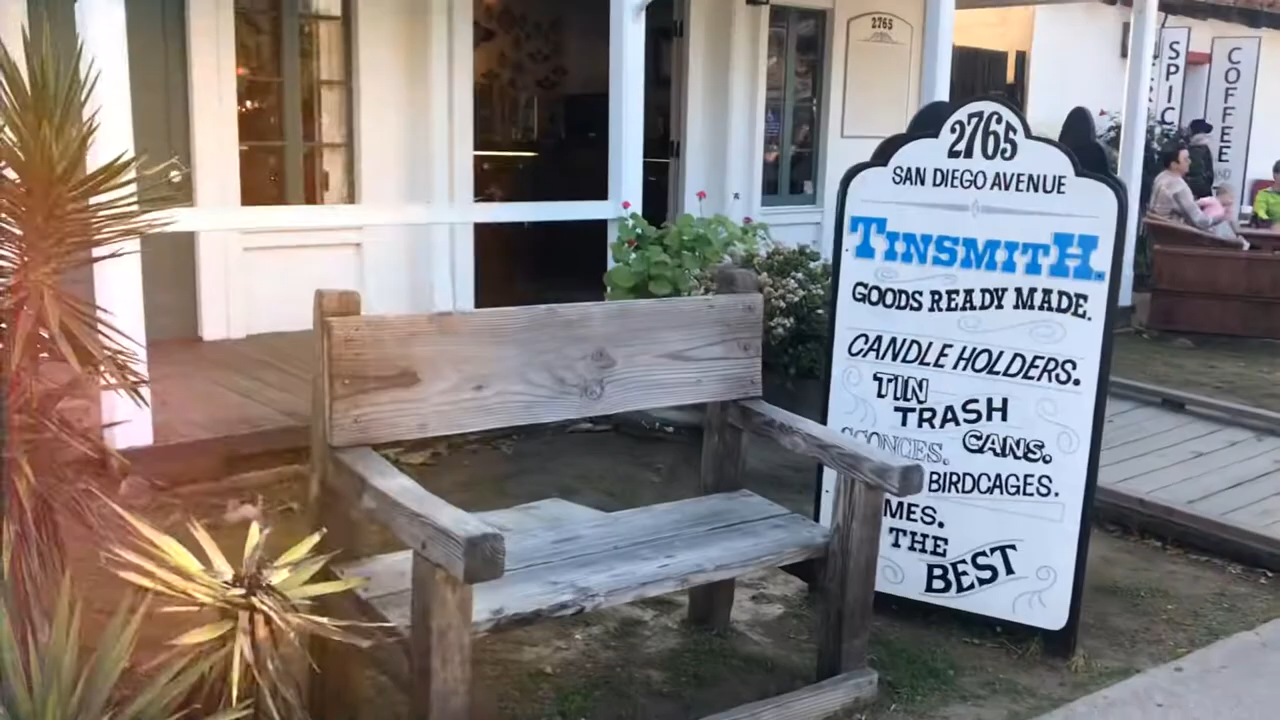 2765
SAN DIEGO AVENUE
TINSMITH.
GOODS READY MADE.
CANDLE HOLDERS.
TIN
TRASH
CANS.
SCONCES.
BIRDCAGES.
MES.
THE
BEST
2765
SPIC
COFFEE